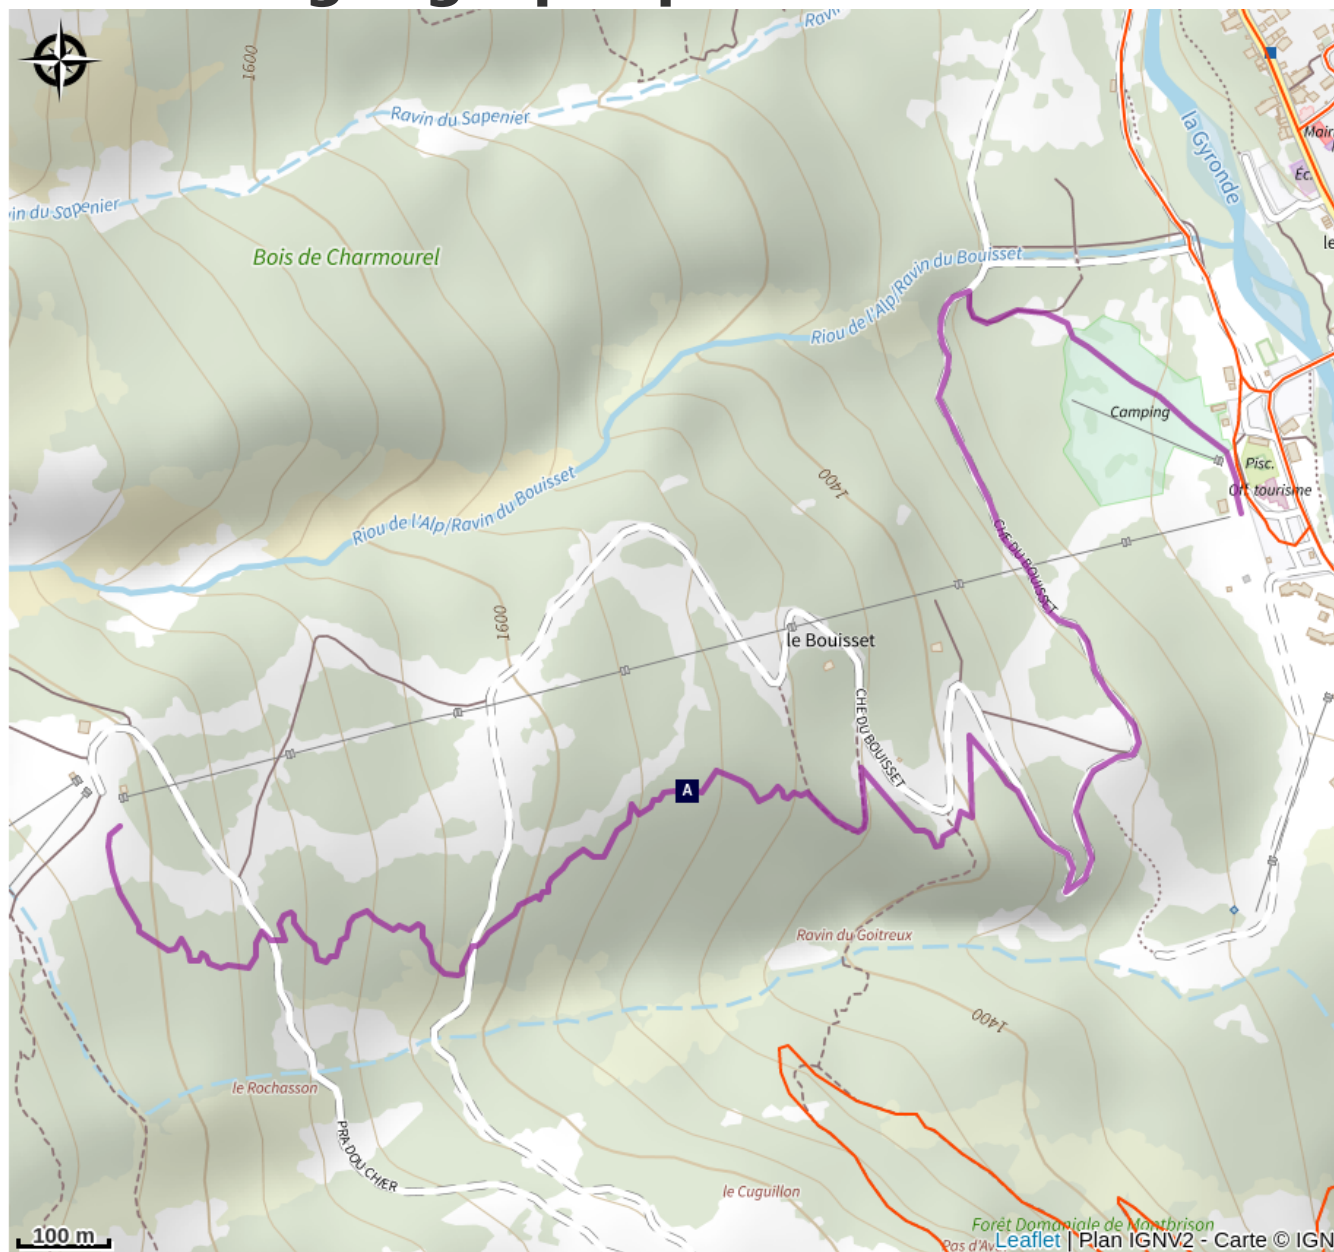 1600
Ravin du Sapenier
la Gyronde
Éc.
vin du Sapenier
Bois de Charmourel
le
Riou de l'Alp/Ravin du Bouisset
Camping
Pisc.
Off. tourisme
1400
Riou de l'Alp/Ravin du Bouisset
CHE DU BOUISSET
1600
le Bouisset
CHE DU BOUISSET
A
Ravin du Goitreux
1400
le Rochasson
PRA DOU CHIER
le Cuguillon
Forêt Domaniale de Montbrison
100 m
Leaflet | Plan IGNV2 - Carte © IGN